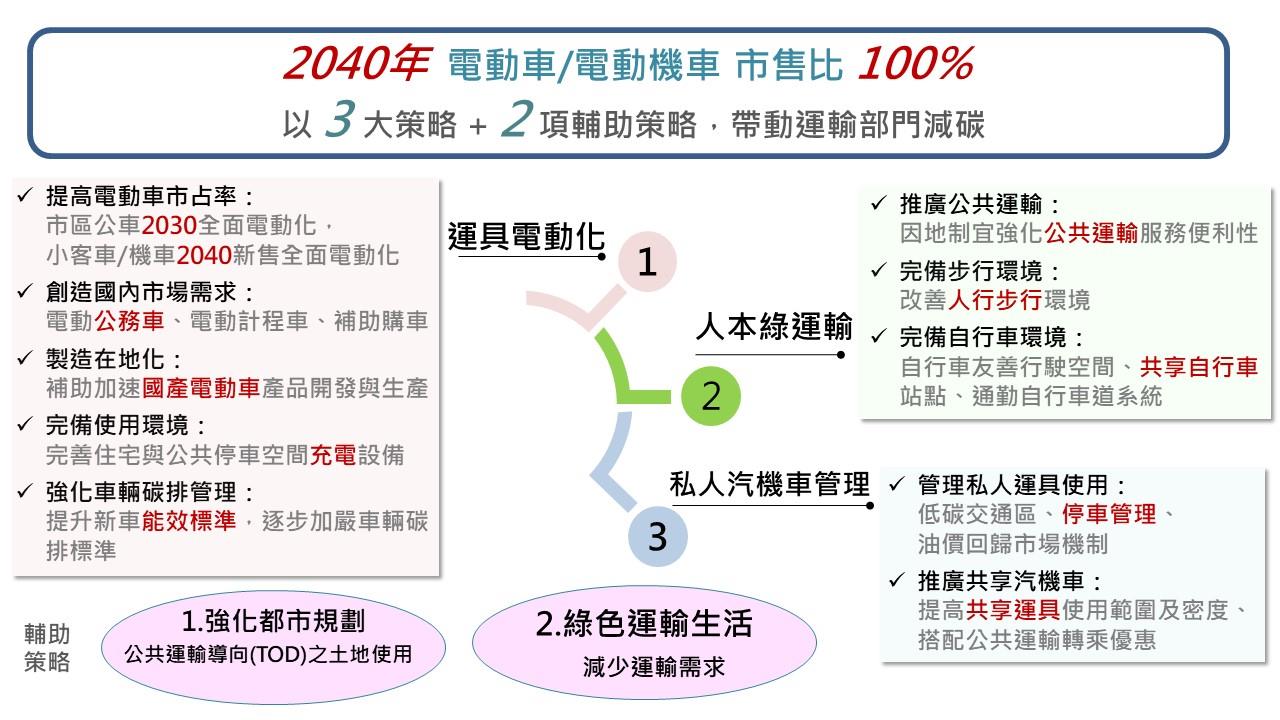 2040年 電動車/電動機車 市售比 100%
以 3 大策略 + 2 項輔助策略，帶動運輸部門減碳
✓ 提高電動車市占率：
市區公車2030全面電動化，
小客車/機車2040新售全面電動化
✓ 創造國內市場需求：
電動公務車、電動計程車、補助購車
✓ 製造在地化：
補助加速國產電動車產品開發與生產
✓ 完備使用環境：
完善住宅與公共停車空間充電設備
✓ 強化車輛碳排管理：
提升新車能效標準，逐步加嚴車輛碳
排標準
運具電動化
1
人本綠運輸
2
私人汽機車管理
3
✓ 推廣公共運輸：
因地制宜強化公共運輸服務便利性
✓ 完備步行環境：
改善人行步行環境
✓ 完備自行車環境：
自行車友善行駛空間、共享自行車
站點、通勤自行車道系統
✓ 管理私人運具使用：
低碳交通區、停車管理、
油價回歸市場機制
✓ 推廣共享汽機車：
提高共享運具使用範圍及密度、
搭配公共運輸轉乘優惠
輔助
策略
1.強化都市規劃
公共運輸導向(TOD)之土地使用
2.綠色運輸生活
減少運輸需求